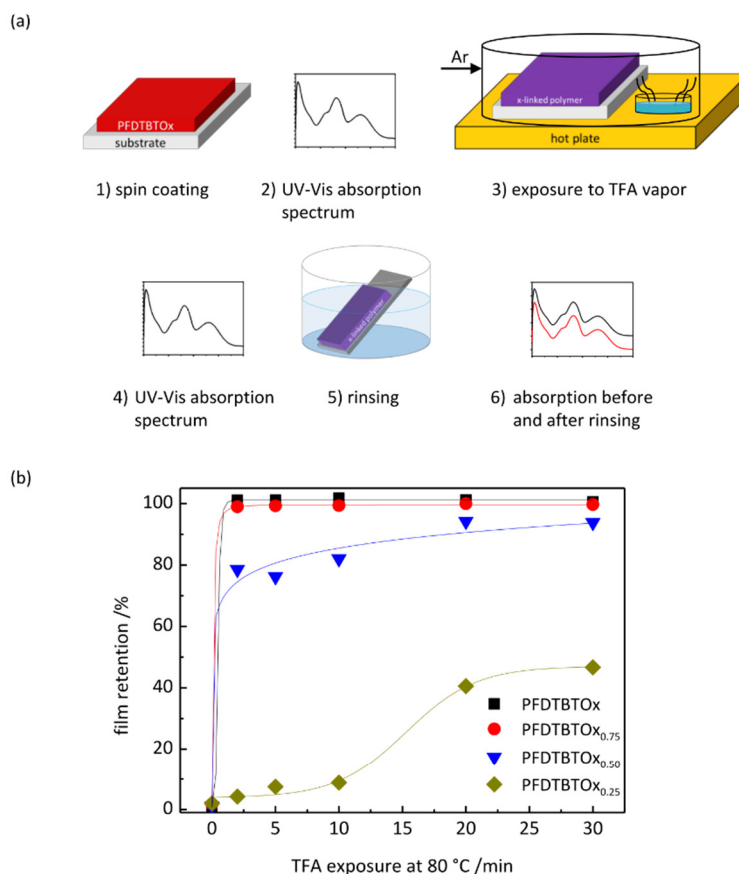 (a)
PFDTBTOx
substrate
Ar
x-linked polymer
hot plate
1) spin coating
2) UV-Vis absorption
spectrum
3) exposure to TFA vapor
x-linked polymer
4) UV-Vis absorption
spectrum
5) rinsing
6) absorption before
and after rinsing
(b)
film retention /%
100
80
60
40
20
0
PFDTBTOx
PFDTBTOx0.75
PFDTBTOx0.50
PFDTBTOx0.25
0 5 10 15 20 25 30
TFA exposure at 80 °C /min